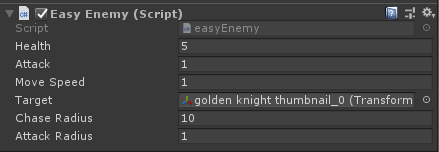 Easy Enemy (Script)
Script easyEnemy
Health 5
Attack 1
Move Speed 1
Target golden knight thumbnail_0 (Transform
Chase Radius 10
Attack Radius 1